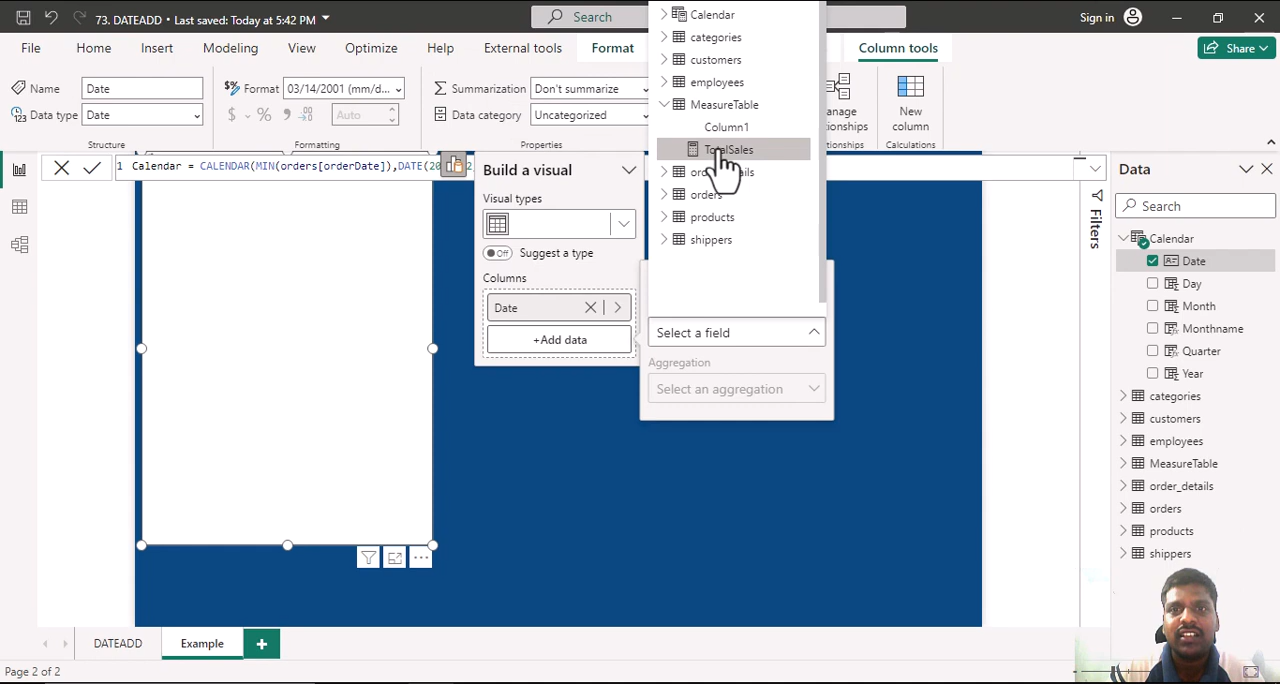 73. DATEADD • Last saved: Today at 5:42 PM
Search
Sign in
File
Home
Insert
Modeling
View
Optimize
Help
External tools
Format
Column tools
Share
Name
Date
Data type
Date
Structure
Format
03/14/2001 (mm/d...
$
%
Auto
Formatting
Summarization
Don't summarize
Data category
Uncategorized
Properties
New
column
Calculations
1 Calendar = CALENDAR(MIN(orders[orderDate]),DATE(20
Calendar
categories
customers
employees
MeasureTable
Column1
TotalSales
orders
products
shippers
Select a field
Aggregation
Select an aggregation
Build a visual
Visual types
Off
Suggest a type
Columns
Date
+Add data
Filters
Data
Search
Calendar
Date
Day
Month
Monthname
Quarter
Year
categories
customers
employees
MeasureTable
order_details
orders
products
shippers
DATEADD
Example
Page 2 of 2